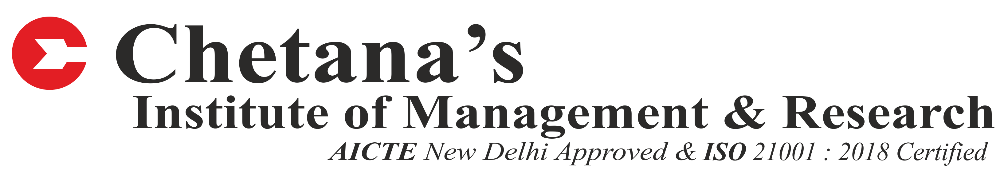 Chetana’s
Institute of Management & Research
AICTE New Delhi Approved & ISO 21001 : 2018 Certified